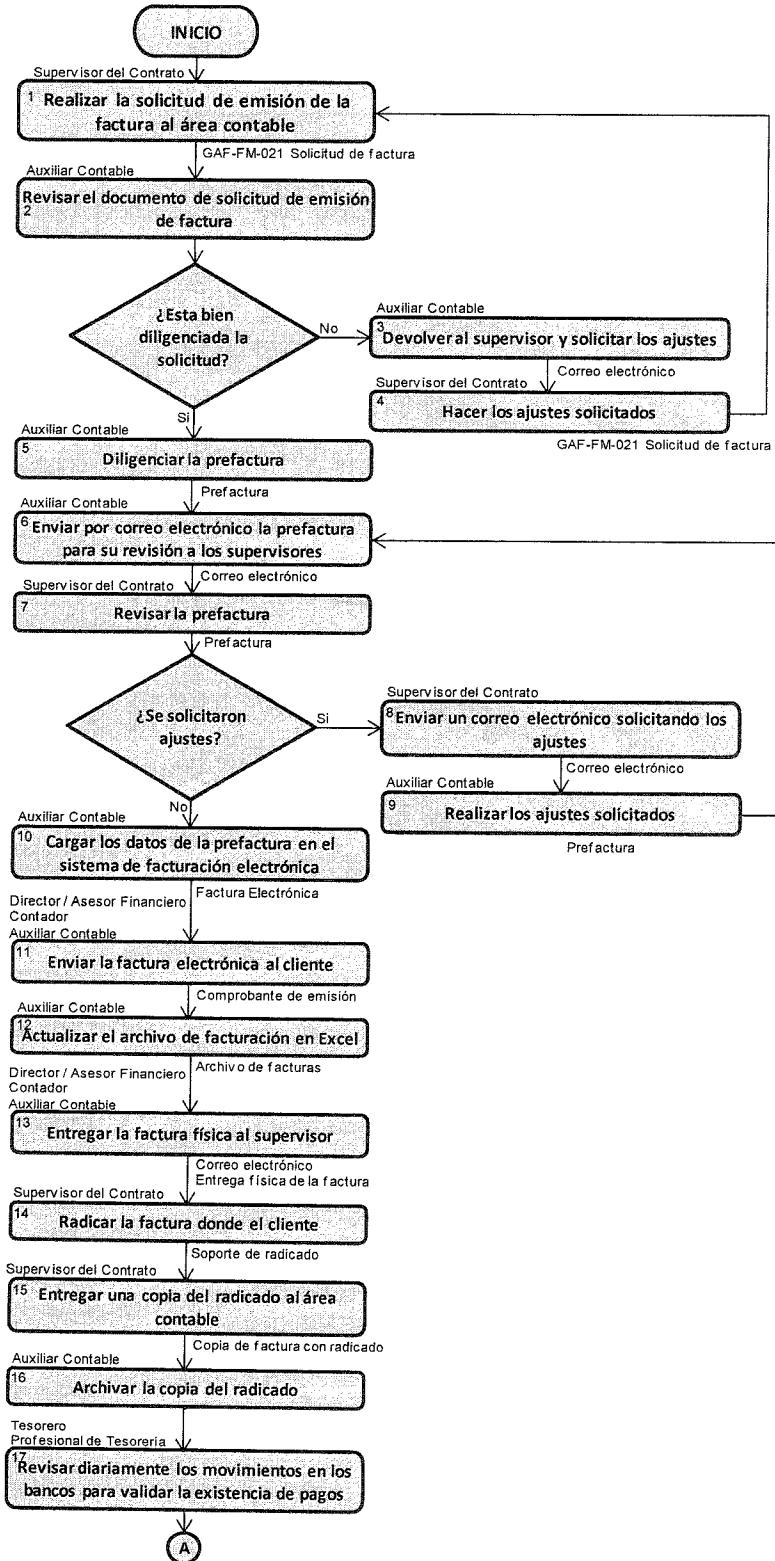 INICIO
Supervisor del Contrato
1 Realizar la solicitud de emisión de la
factura al área contable
GAF-FM-021 Solicitud de factura
Auxiliar Contable
Revisar el documento de solicitud de emisión
2 de factura
¿Esta bien
diligenciada la
solicitud?
No
Auxiliar Contable
3 Devolver al supervisor y solicitar los ajustes
Correo electrónico
Supervisor del Contrato
4 Hacer los ajustes solicitados
GAF-FM-021 Solicitud de factura
Si
Auxiliar Contable
5 Diligenciar la prefactura
Prefactura
Auxiliar Contable
6 Enviar por correo electrónico la prefactura
para su revisión a los supervisores
Correo electrónico
Supervisor del Contrato
7 Revisar la prefactura
Prefactura
¿Se solicitaron
ajustes?
Si
Supervisor del Contrato
8 Enviar un correo electrónico solicitando los
ajustes
Correo electrónico
Auxiliar Contable
9 Realizar los ajustes solicitados
Prefactura
No
Auxiliar Contable
10 Cargar los datos de la prefactura en el
sistema de facturación electrónica
Factura Electrónica
Director / Asesor Financiero
Contador
Auxiliar Contable
11 Enviar la factura electrónica al cliente
Comprobante de emisión
Auxiliar Contable
12 Actualizar el archivo de facturación en Excel
Archivo de facturas
Director / Asesor Financiero
Contador
Auxiliar Contable
13 Entregar la factura física al supervisor
Correo electrónico
Entrega física de la factura
Supervisor del Contrato
14 Radicar la factura donde el cliente
Soporte de radicado
Supervisor del Contrato
15 Entregar una copia del radicado al área
contable
Copia de factura con radicado
Auxiliar Contable
16 Archivar la copia del radicado
Tesorero
Profesional de Tesorería
17 Revisar diariamente los movimientos en los
bancos para validar la existencia de pagos
A